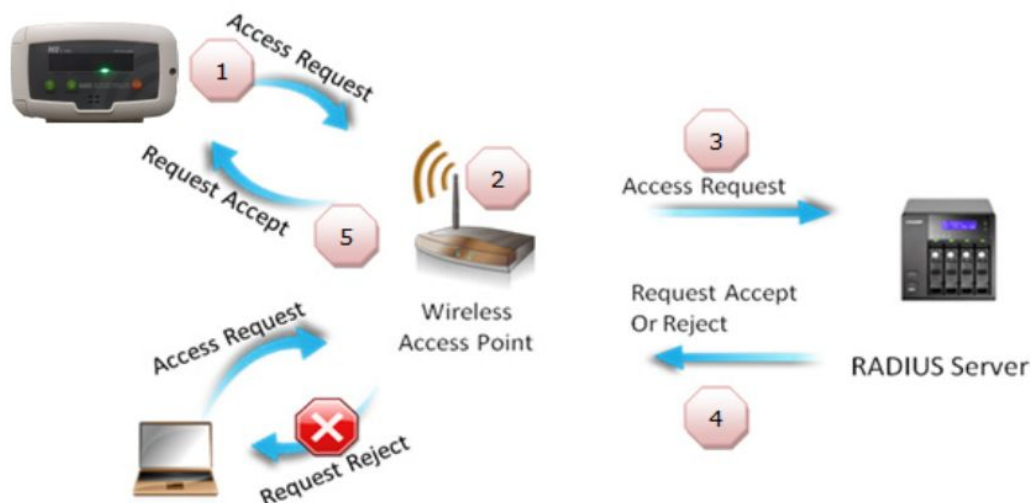 Access Request
1
Request Accept
5
2
Wireless
Access Point
3
Access Request
Request Accept
Or Reject
4
RADIUS Server
Access Request
Request Reject